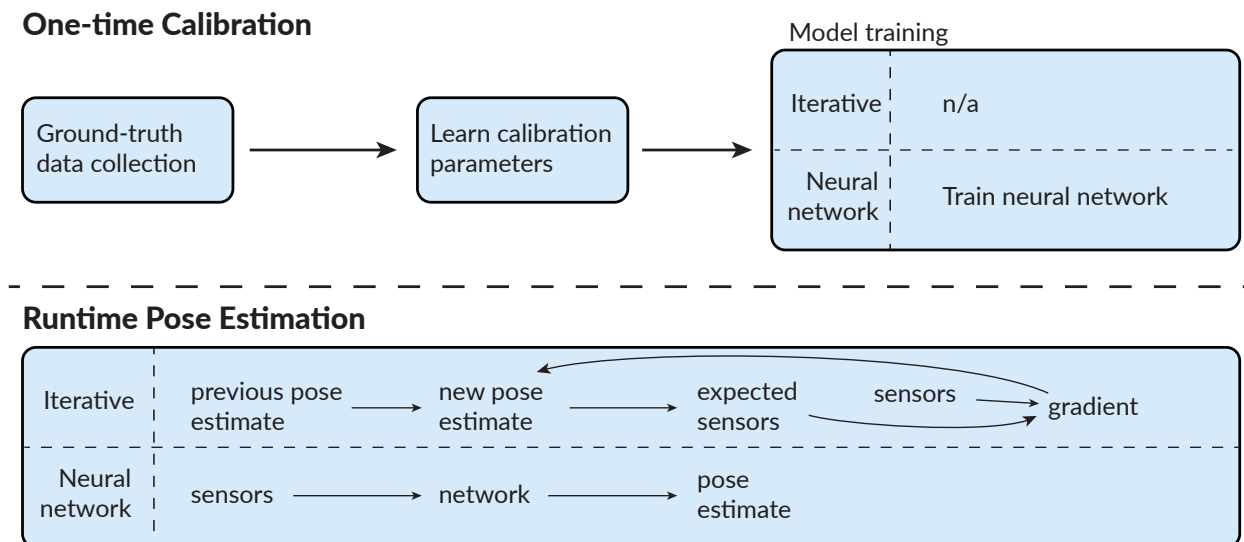 One-time Calibration
Ground-truth
data collection
Learn calibration
parameters
Model training
Iterative
n/a
Neural
network
Train neural network
Runtime Pose Estimation
Iterative
previous pose
estimate
new pose
estimate
expected
sensors
sensors
gradient
Neural
network
sensors
network
pose
estimate